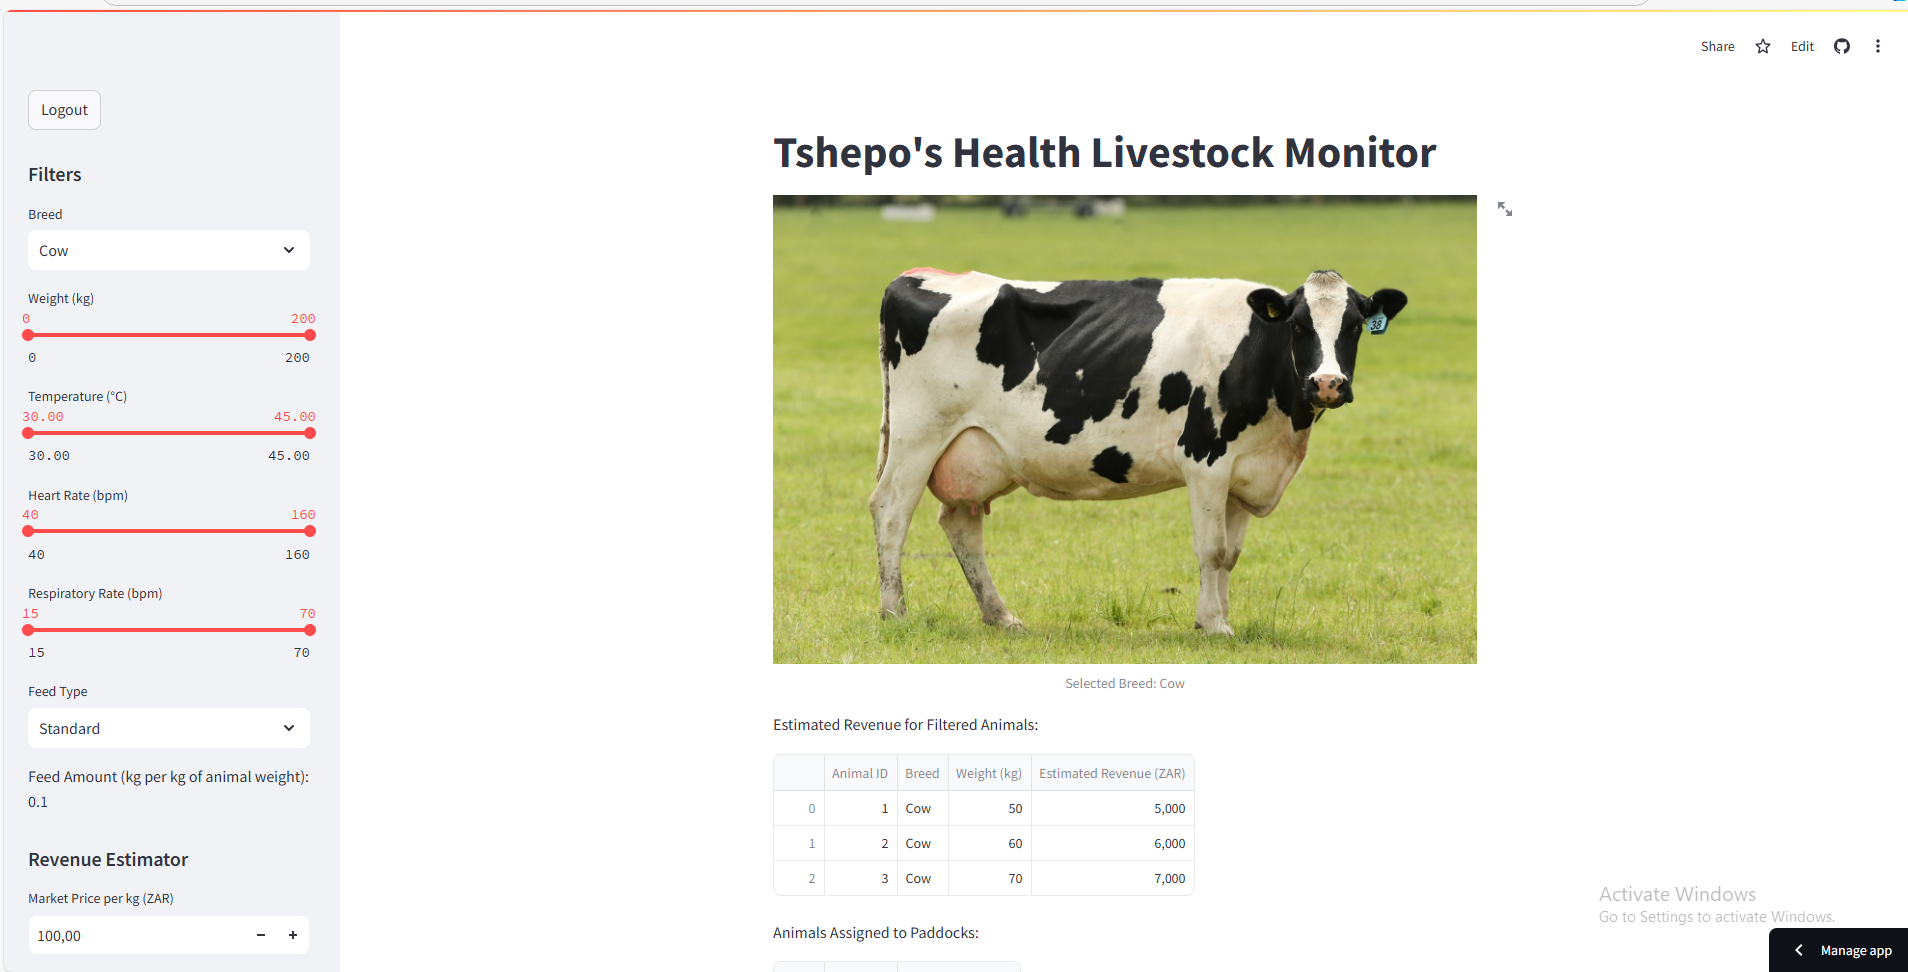 Share
Edit
Logout
Filters
Breed
Cow
Weight (kg)
0 200
0 200
Temperature (°C)
30.00 45.00
30.00 45.00
Heart Rate (bpm)
40 160
40 160
Respiratory Rate (bpm)
15 70
15 70
Feed Type
Standard
Feed Amount (kg per kg of animal weight):
0.1
Revenue Estimator
Market Price per kg (ZAR)
100,00
Tshepo's Health Livestock Monitor
38
Selected Breed: Cow
Estimated Revenue for Filtered Animals:
Animal ID Breed Weight (kg) Estimated Revenue (ZAR)
0 1 Cow 50 5,000
1 2 Cow 60 6,000
2 3 Cow 70 7,000
Animals Assigned to Paddocks:
Activate Windows
Go to Settings to activate Windows.
Manage app